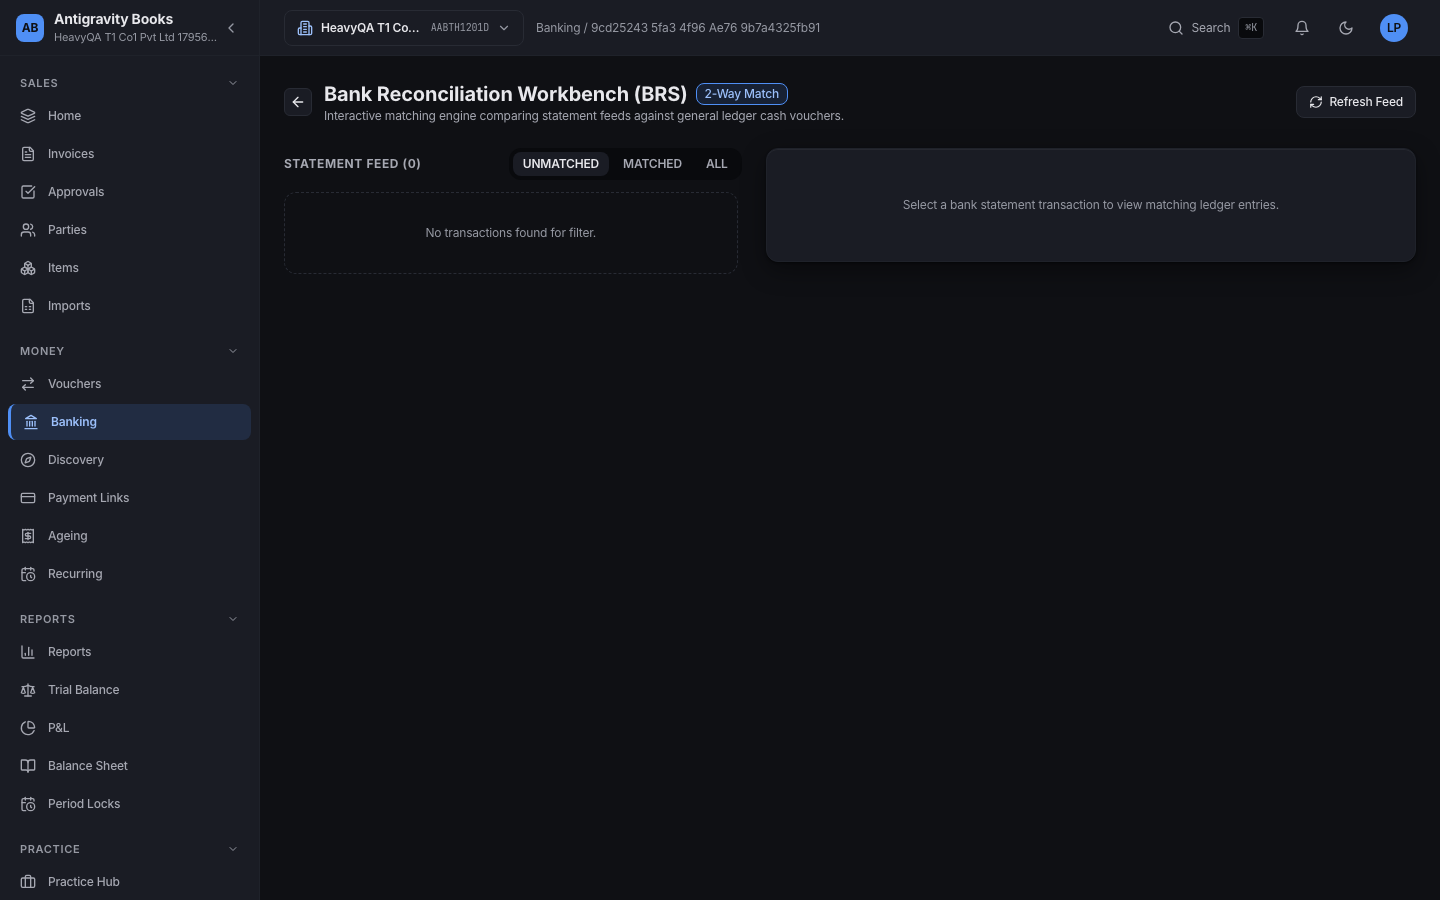 AB
Antigravity Books
HeavyQA T1 Co1 Pvt Ltd 17956...
HeavyQA T1 Co...
AABTH1201D
Banking / 9cd25243 5fa3 4f96 Ae76 9b7a4325fb91
Search
⌘K
LP
SALES
Home
Invoices
Approvals
Parties
Items
Imports
MONEY
Vouchers
Banking
Discovery
Payment Links
Ageing
Recurring
REPORTS
Reports
Trial Balance
P&L
Balance Sheet
Period Locks
PRACTICE
Practice Hub
Bank Reconciliation Workbench (BRS)
2-Way Match
Interactive matching engine comparing statement feeds against general ledger cash vouchers.
Refresh Feed
STATEMENT FEED (0)
UNMATCHED
MATCHED
ALL
No transactions found for filter.
Select a bank statement transaction to view matching ledger entries.